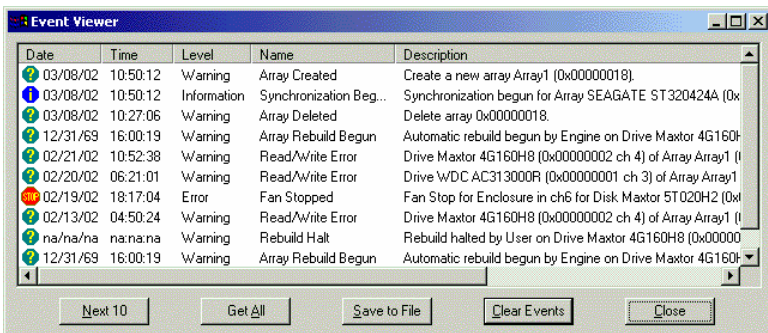 Event Viewer
Date Time Level Name Description
03/08/02 10:50:12 Warning Array Created Create a new array Array1 (0x00000018).
03/08/02 10:50:12 Information Synchronization Beg... Synchronization begun for Array SEAGATE ST320424A (0x
03/08/02 10:27:06 Warning Array Deleted Delete array 0x00000018.
12/31/69 16:00:19 Warning Array Rebuild Begun Automatic rebuild begun by Engine on Drive Maxtor 4G160H
02/21/02 10:52:38 Warning Read/Write Error Drive Maxtor 4G160H8 (0x00000002 ch 4) of Array Array1 (
02/20/02 06:21:01 Warning Read/Write Error Drive WDC AC313000R (0x00000001 ch 3) of Array Array1
STOP 02/19/02 18:17:04 Error Fan Stopped Fan Stop for Enclosure in ch6 for Disk Maxtor 5T020H2 (0x
02/13/02 04:50:24 Warning Read/Write Error Drive Maxtor 4G160H8 (0x00000002 ch 4) of Array Array1 (
na/na/na na:na:na Warning Rebuild Halt Rebuild halted by User on Drive Maxtor 4G160H8 (0x00000
12/31/69 16:00:19 Warning Array Rebuild Begun Automatic rebuild begun by Engine on Drive Maxtor 4G160H
Next 10 Get All Save to File Clear Events Close